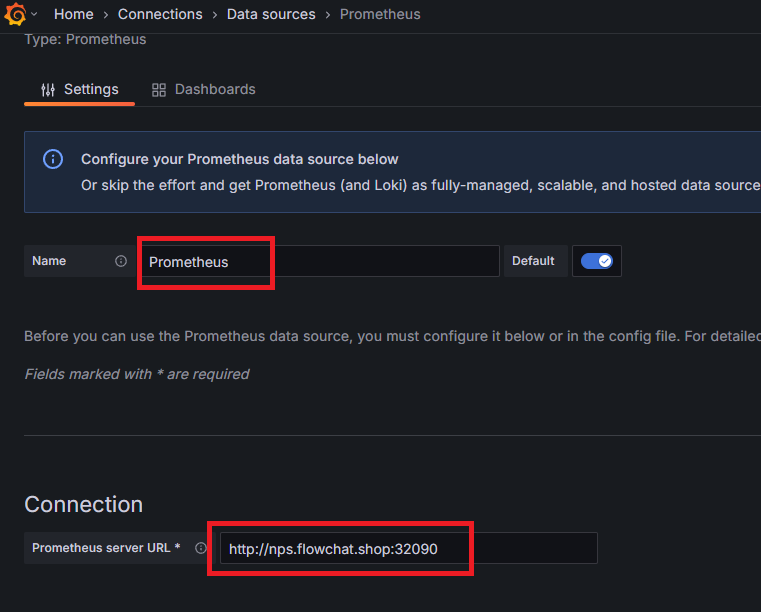 Home › Connections › Data sources › Prometheus
Type: Prometheus
Settings Dashboards
Configure your Prometheus data source below
Or skip the effort and get Prometheus (and Loki) as fully-managed, scalable, and hosted data source
Name Prometheus Default
Before you can use the Prometheus data source, you must configure it below or in the config file. For detailed
Fields marked with * are required
Connection
Prometheus server URL * http://nps.flowchat.shop:32090